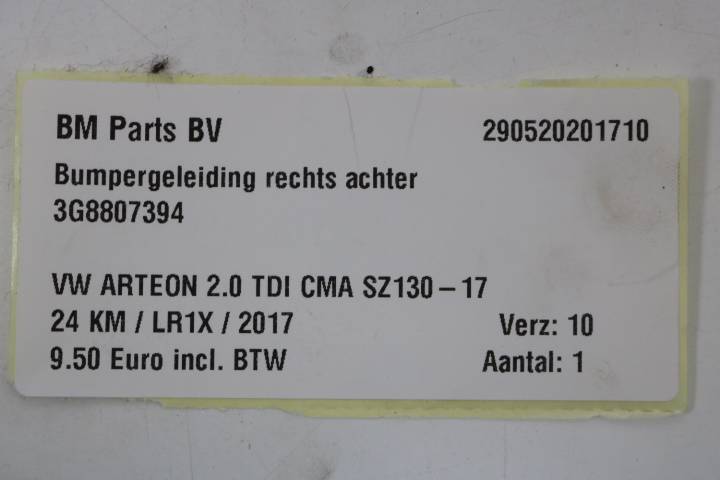 BM Parts BV 290520201710
Bumpergeleiding rechts achter
3G8807394
VW ARTEON 2.0 TDI CMA SZ130 – 17
24 KM / LR1X / 2017 Verz: 10
9.50 Euro incl. BTW Aantal: 1